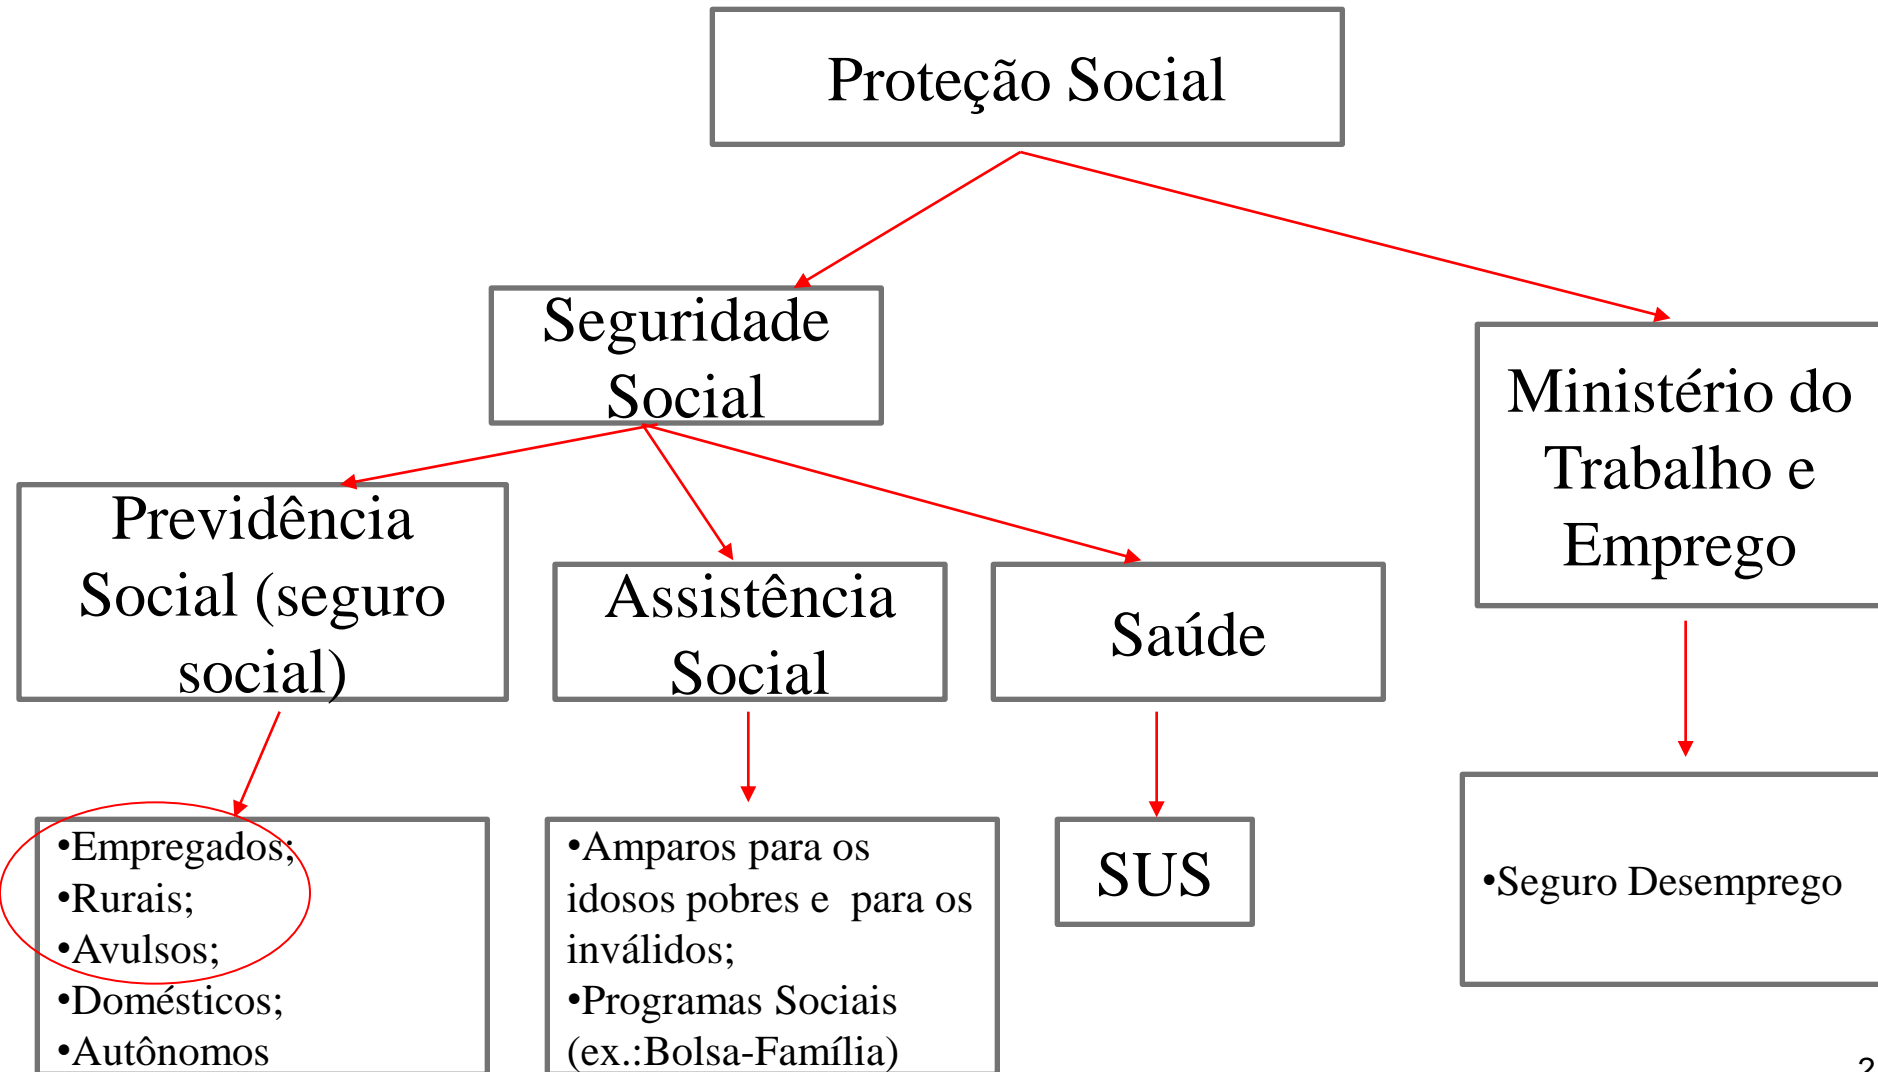 Proteção Social
Seguridade
Social
Ministério do
Trabalho e
Emprego
Previdência
Social (seguro
social)
Assistência
Social
Saúde
•Empregados;
•Rurais;
•Avulsos;
•Domésticos;
•Autônomos
•Amparos para os
idosos pobres e  para os
inválidos;
•Programas Sociais
(ex.:Bolsa-Família)
SUS
•Seguro Desemprego
2